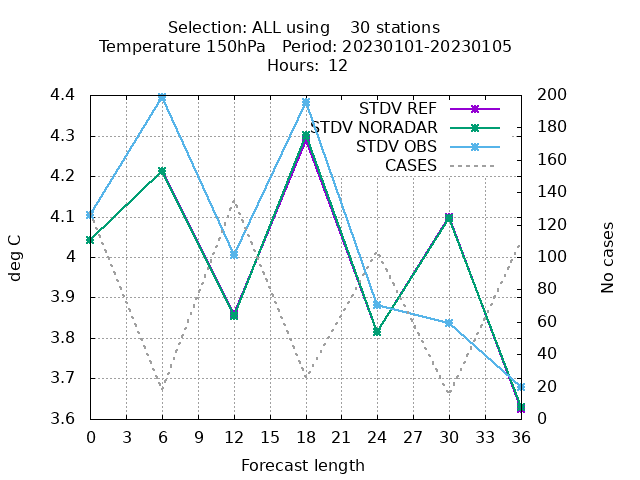 Selection: ALL using    30 stations
Temperature 150hPa   Period: 20230101-20230105
Hours: 12
4.4
4.3
4.2
4.1
4
3.9
3.8
3.7
3.6
200
180
160
140
120
100
80
60
40
20
0
STDV REF
STDV NORADAR
STDV OBS
CASES
deg C
No cases
0 3 6 9 12 15 18 21 24 27 30 33 36
Forecast length